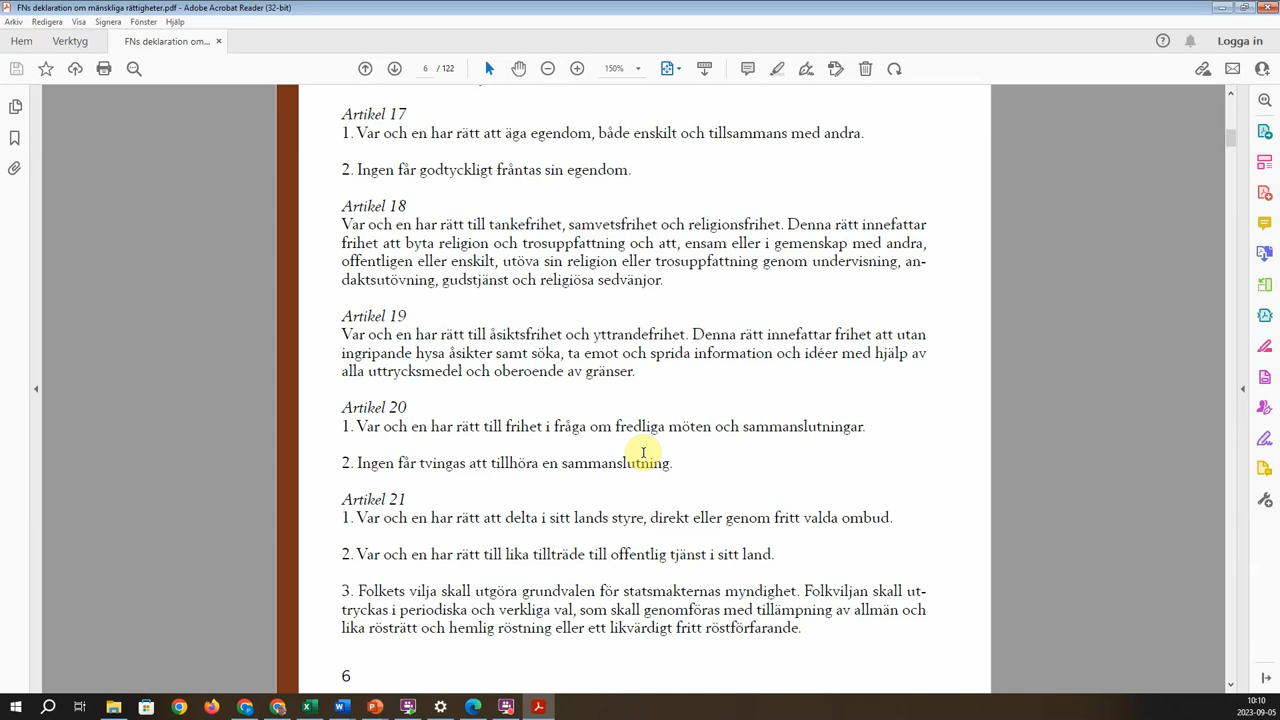 FNs deklaration om mänskliga rättigheter.pdf - Adobe Acrobat Reader (32-bit)
Arkiv Redigera Visa Signera Fönster Hjälp
Hem Verktyg FNs deklaration om... × Logga in
6 / 122 150%
Artikel 17
1. Var och en har rätt att äga egendom, både enskilt och tillsammans med andra.
2. Ingen får godtyckligt fråntas sin egendom.
Artikel 18
Var och en har rätt till tankefrihet, samvetsfrihet och religionsfrihet. Denna rätt innefattar
frihet att byta religion och trosuppfattning och att, ensam eller i gemenskap med andra,
offentligen eller enskilt, utöva sin religion eller trosuppfattning genom undervisning, an-
daktsutövning, gudstjänst och religiösa sedvänjor.
Artikel 19
Var och en har rätt till åsiktsfrihet och yttrandefrihet. Denna rätt innefattar frihet att utan
ingripande hysa åsikter samt söka, ta emot och sprida information och idéer med hjälp av
alla uttrycksmedel och oberoende av gränser.
Artikel 20
1. Var och en har rätt till frihet i fråga om fredliga möten och sammanslutningar.
2. Ingen får tvingas att tillhöra en sammanslutning.
Artikel 21
1. Var och en har rätt att delta i sitt lands styre, direkt eller genom fritt valda ombud.
2. Var och en har rätt till lika tillträde till offentlig tjänst i sitt land.
3. Folkets vilja skall utgöra grundvalen för statsmakternas myndighet. Folkviljan skall ut-
tryckas i periodiska och verkliga val, som skall genomföras med tillämpning av allmän och
lika rösträtt och hemlig röstning eller ett likvärdigt fritt röstförfarande.
6
10:10
2023-09-05